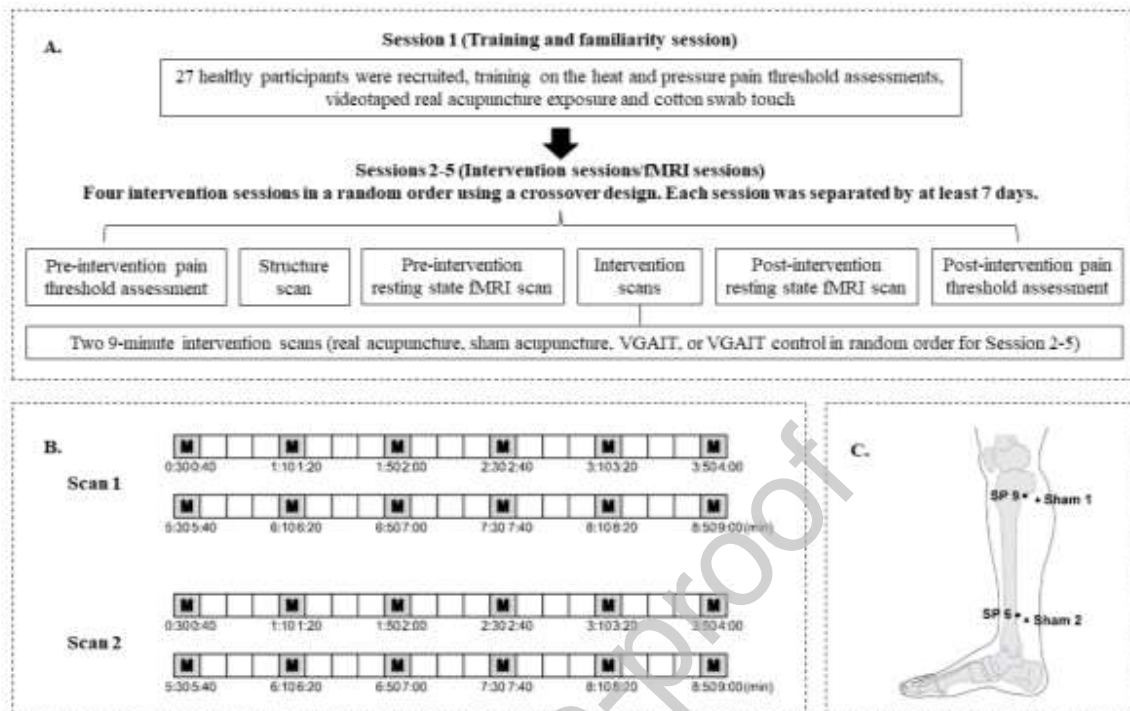 A.
Session 1 (Training and familiarity session)
27 healthy participants were recruited, training on the heat and pressure pain threshold assessments,
videotaped real acupuncture exposure and cotton swab touch
Sessions 2-5 (Intervention sessions/fMRI sessions)
Four intervention sessions in a random order using a crossover design. Each session was separated by at least 7 days.
Pre-intervention pain
threshold assessment
Structure
scan
Pre-intervention
resting state fMRI scan
Intervention
scans
Post-intervention
resting state fMRI scan
Post-intervention pain
threshold assessment
Two 9-minute intervention scans (real acupuncture, sham acupuncture, VGAIT, or VGAIT control in random order for Session 2-5)
B.
Scan 1
M M M M M M
0:30 0:40 1:10 1:20 1:50 2:00 2:30 2:40 3:10 3:20 3:50 4:00
M M M M M M
5:30 5:40 6:10 6:20 6:50 7:00 7:30 7:40 8:10 8:20 8:50 9:00 (min)
Scan 2
M M M M M M
0:30 0:40 1:10 1:20 1:50 2:00 2:30 2:40 3:10 3:20 3:50 4:00
M M M M M M
5:30 5:40 6:10 6:20 6:50 7:00 7:30 7:40 8:10 8:20 8:50 9:00 (min)
C.
SP 9 Sham 1
SP Sham 2
-proof